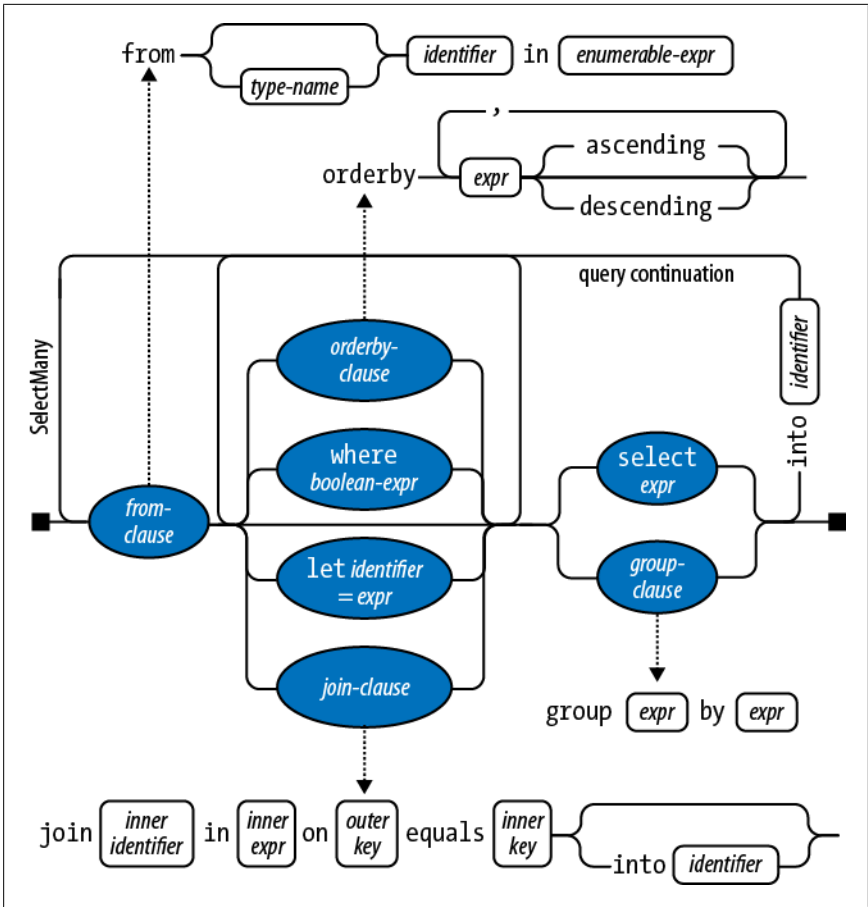 from type-name identifier in enumerable-expr
,
orderby expr ascending
descending
query continuation
SelectMany
identifier
into
orderby-
clause
where
boolean-expr
from-
clause
let identifier
= expr
join-clause
select
expr
group-
clause
group expr by expr
join inner
identifier in inner
expr on outer
key equals inner
key
into identifier